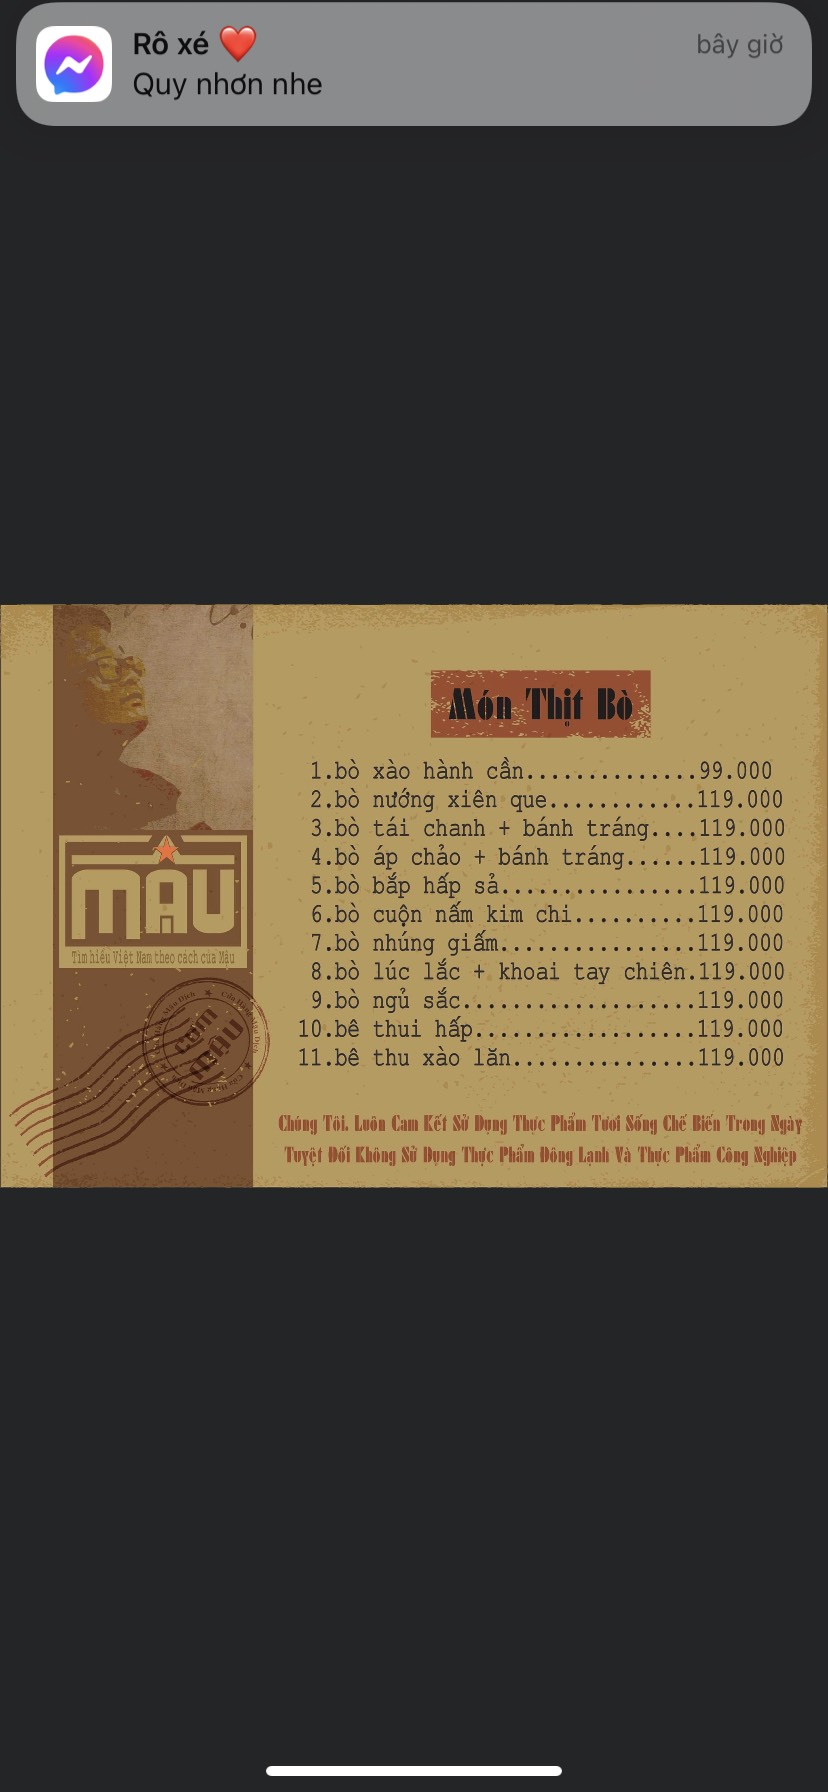 Rô xé ❤️
bây giờ
Quy nhơn nhe
Món Thịt Bò
1.bò xào hành cần..............99.000
2.bò nướng xiên que............119.000
3.bò tái chanh + bánh tráng....119.000
4.bò áp chảo + bánh tráng......119.000
5.bò bắp hấp sả................119.000
6.bò cuộn nấm kim chi..........119.000
7.bò nhúng giấm................119.000
8.bò lúc lắc + khoai tay chiên.119.000
9.bò ngủ sắc...................119.000
10.bê thui hấp..................119.000
11.bê thu xào lăn...............119.000
Chúng Tôi. Luôn Cam Kết Sử Dụng Thực Phẩm Tươi Sống Chế Biến Trong Ngày
Tuyệt Đối Không Sử Dụng Thực Phẩm Đông Lạnh Và Thực Phẩm Công Nghiệp
MẬU
Tìm hiểu Việt Nam theo cách của Mậu
CƠM
MẬU